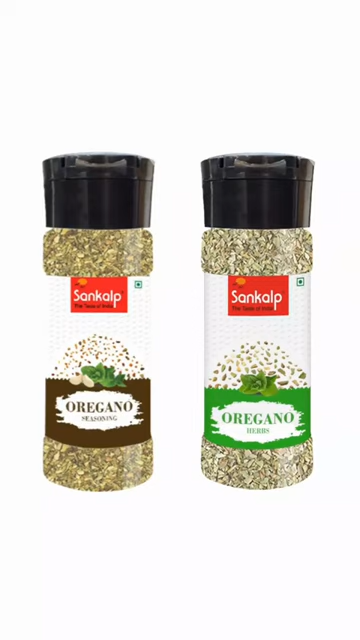 Sankalp®
The Taste of India
OREGANO
SEASONING
Sankalp®
The Taste of India
OREGANO
HERBS